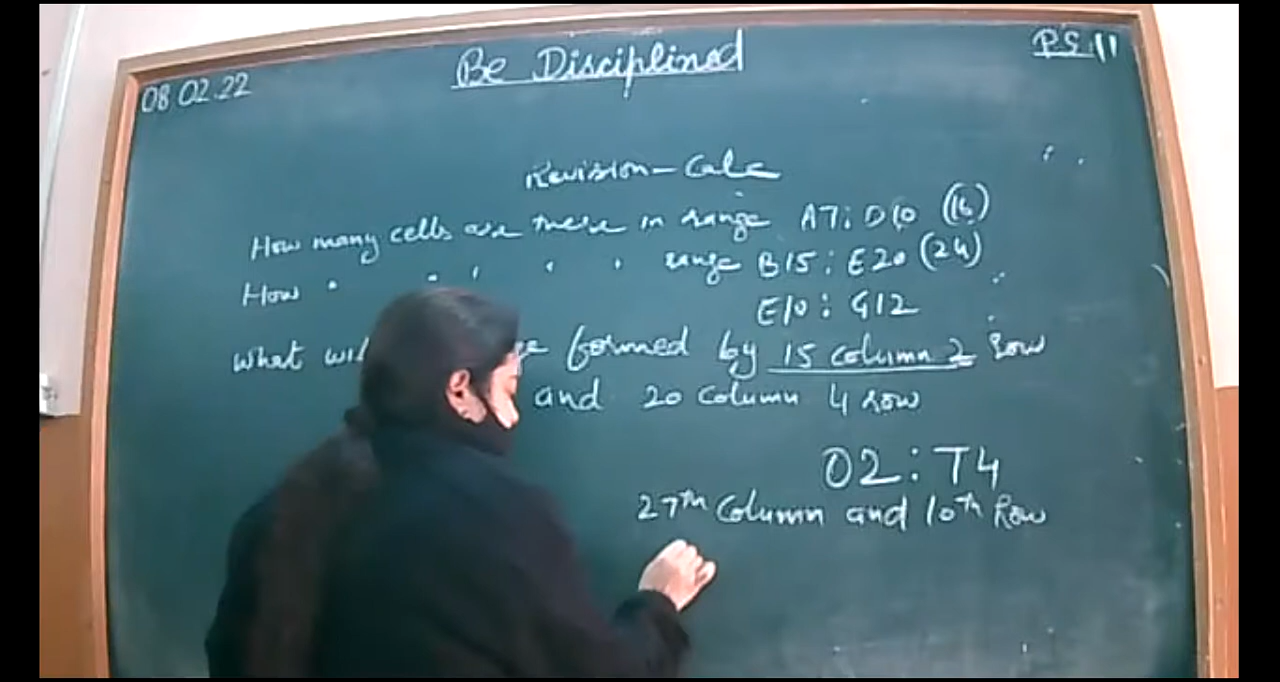 Be Disciplined
P.S. 11
08.02.22
Revision - Calc
How many cells are there in range A7:D10 (16)
How " " " " " range B15:E20 (24)
E10:G12
What formed by 15 column 2 row
and 20 column 4 row
O2:T4
27th Column and 10th Row